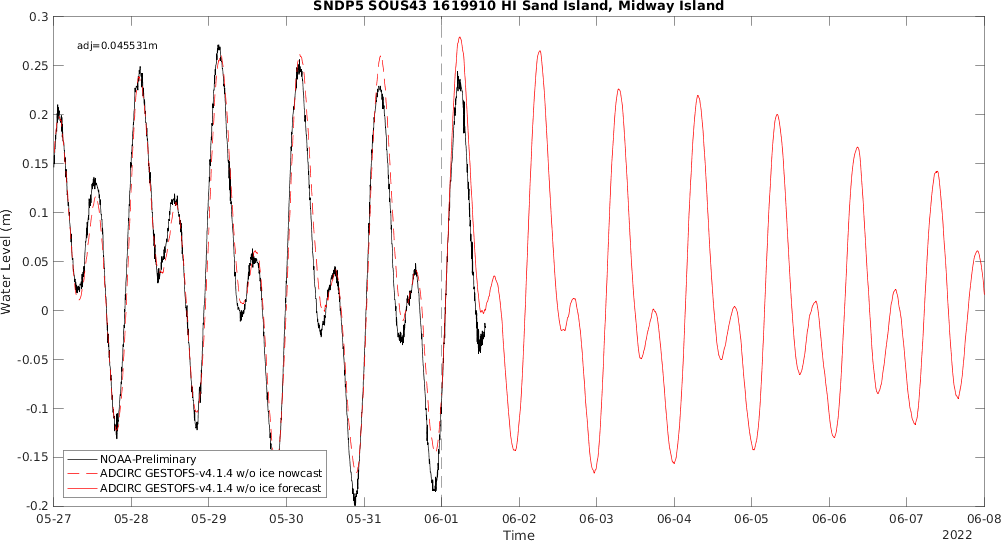 SNDP5 SOUS43 1619910 HI Sand Island, Midway Island
adj=0.045531m
0.3
0.25
0.2
0.15
0.1
0.05
0
-0.05
-0.1
-0.15
-0.2
Water Level (m)
NOAA-Preliminary
ADCIRC GESTOFS-v4.1.4 w/o ice nowcast
ADCIRC GESTOFS-v4.1.4 w/o ice forecast
05-27 05-28 05-29 05-30 05-31 06-01 06-02 06-03 06-04 06-05 06-06 06-07 06-08
Time
2022